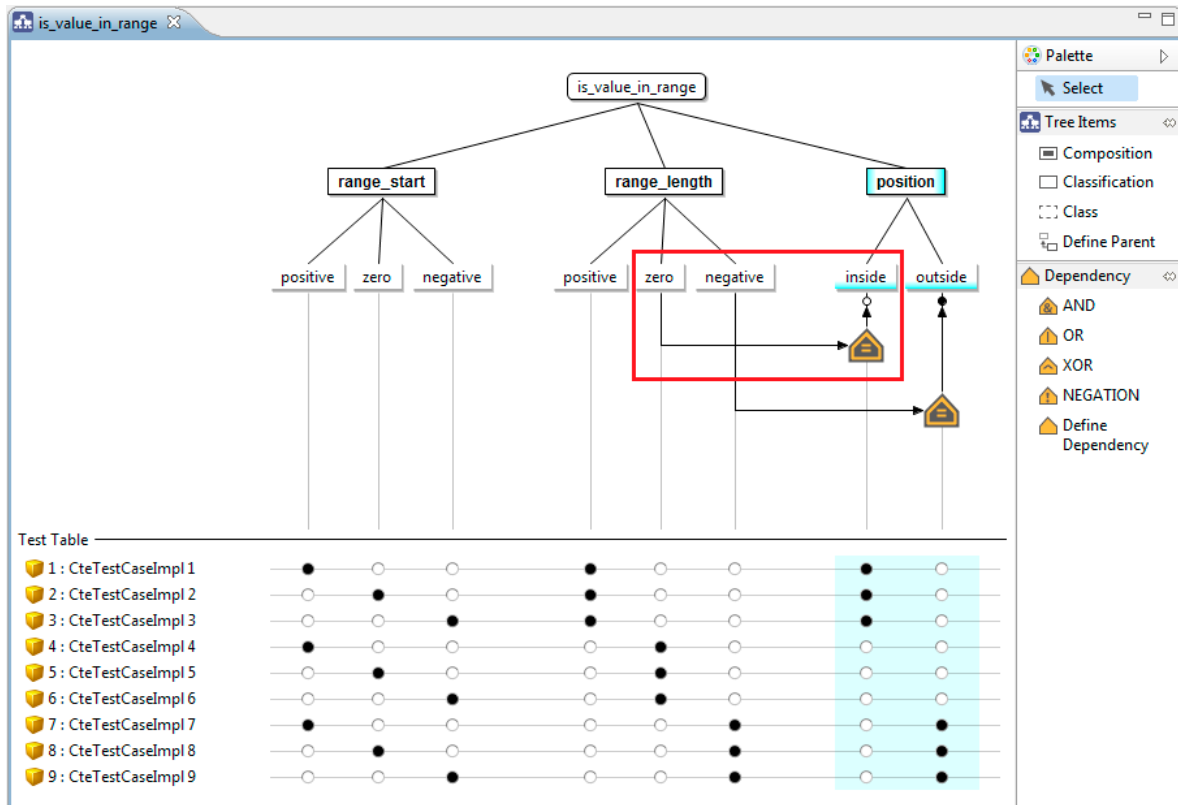 is_value_in_range
Palette
Select
Tree Items
Composition
Classification
Class
Define Parent
Dependency
AND
OR
XOR
NEGATION
Define
Dependency
is_value_in_range
range_start
range_length
position
positive
zero
negative
positive
zero
negative
inside
outside
Test Table
1 : CteTestCaseImpl 1
2 : CteTestCaseImpl 2
3 : CteTestCaseImpl 3
4 : CteTestCaseImpl 4
5 : CteTestCaseImpl 5
6 : CteTestCaseImpl 6
7 : CteTestCaseImpl 7
8 : CteTestCaseImpl 8
9 : CteTestCaseImpl 9